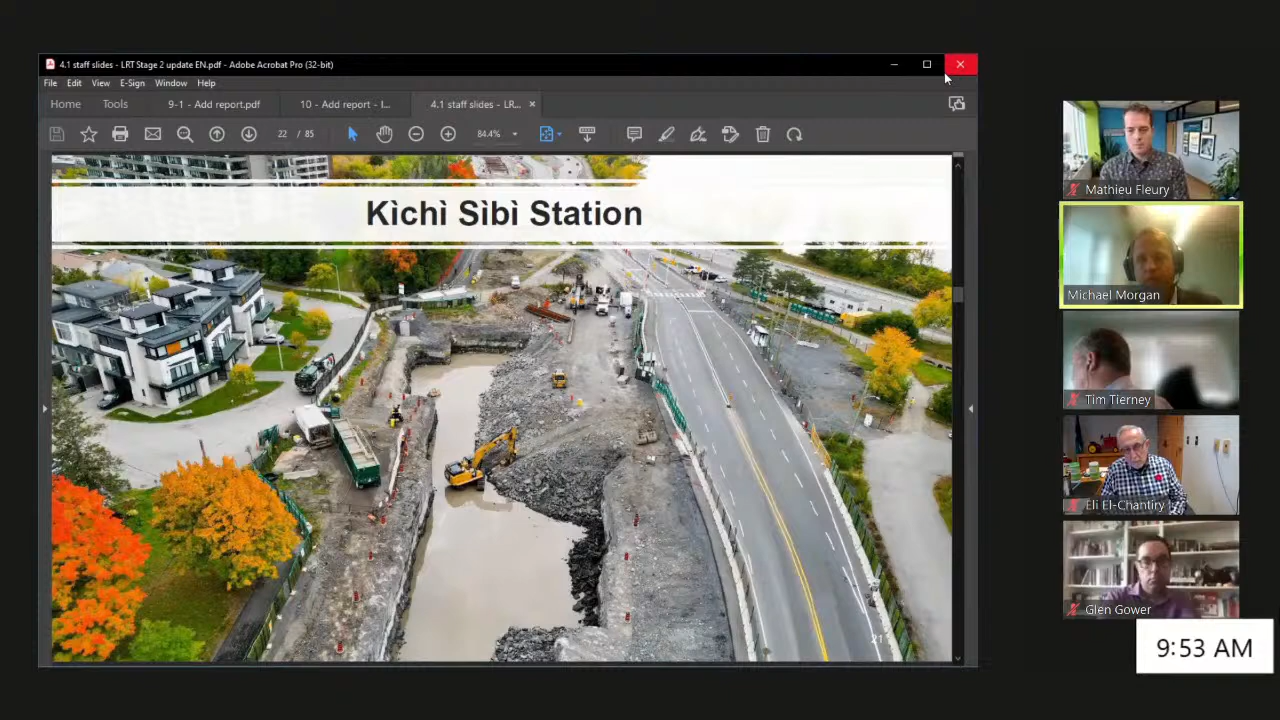 4.1 staff slides - LRT Stage 2 update EN.pdf - Adobe Acrobat Pro (32-bit)
File Edit View E-Sign Window Help
Home Tools 9-1 - Add report.pdf 10 - Add report - I... 4.1 staff slides - LR...
22 / 85 84.4%
Kìchì Sìbì Station
21
Mathieu Fleury
Michael Morgan
Tim Tierney
Eli El-Chantiry
Glen Gower
9:53 AM